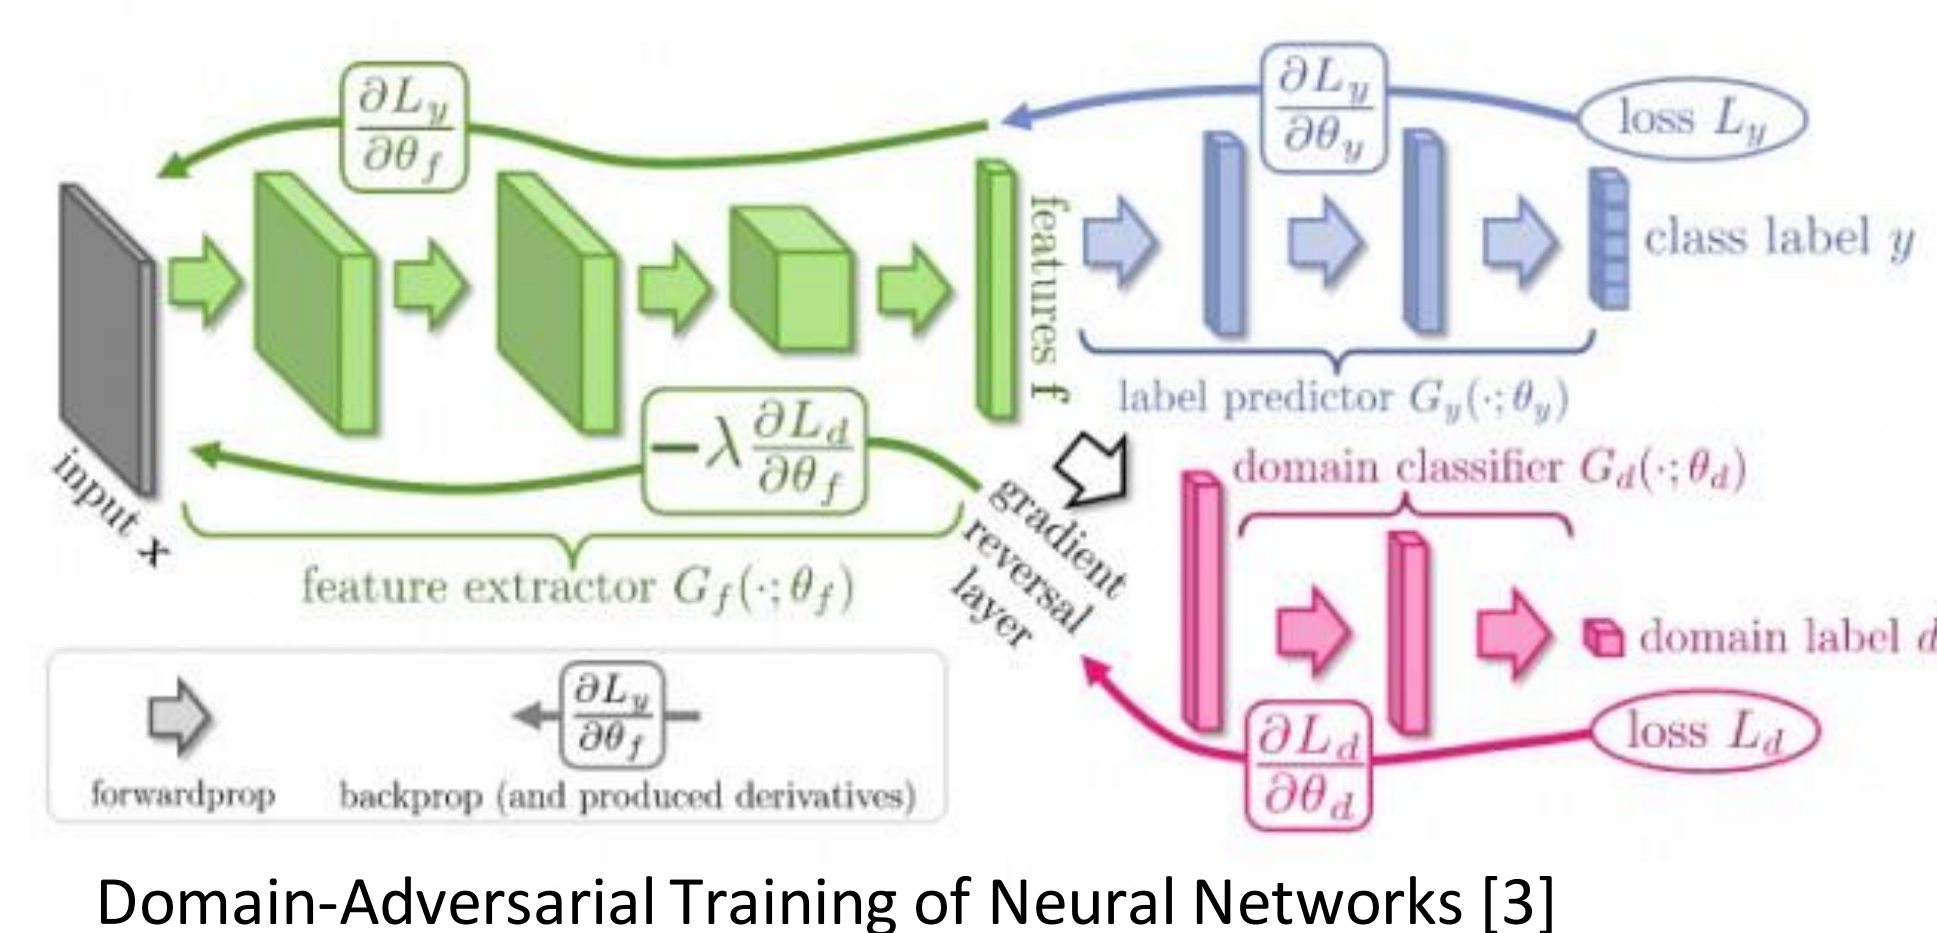 ∂L_y
∂θ_f
∂L_y
∂θ_y
loss L_y
features f
class label y
label predictor G_y(·; θ_y)
−λ ∂L_d
∂θ_f
input x
feature extractor G_f(·; θ_f)
gradient
reversal
layer
domain classifier G_d(·; θ_d)
domain label d
loss L_d
∂L_d
∂θ_d
∂L_y
∂θ_f
forwardprop
backprop (and produced derivatives)
Domain-Adversarial Training of Neural Networks [3]